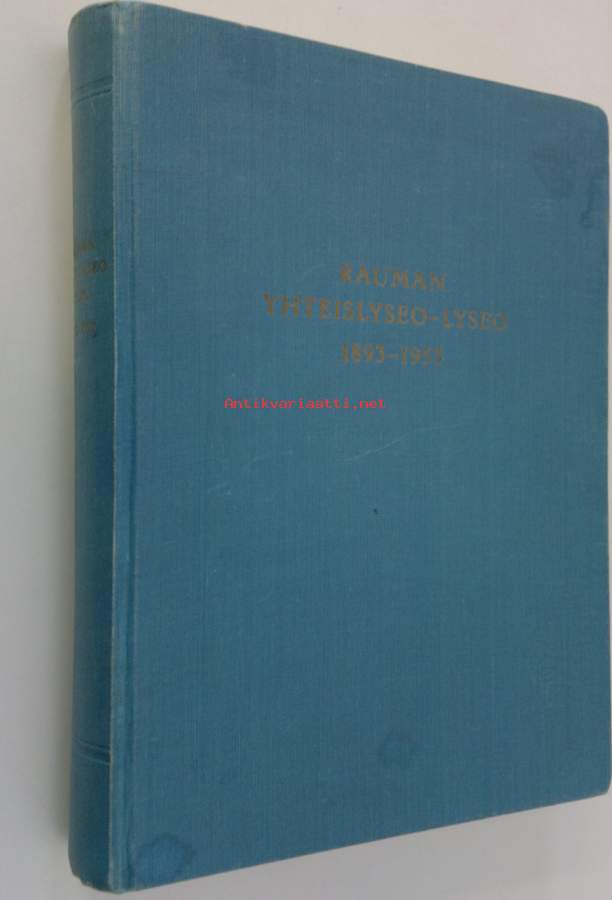 RAUMAN
YHTEISLYSEO-LYSEO
1893-1953
Antikvariaatti.net